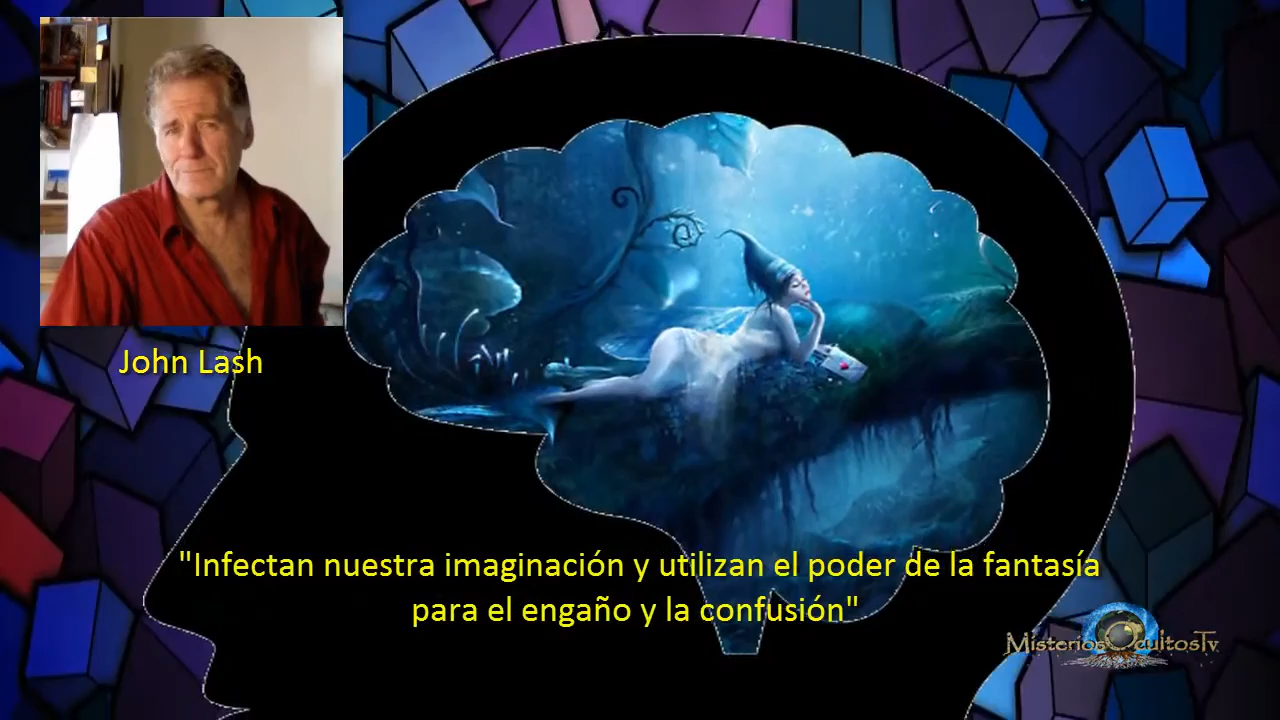 John Lash
"Infectan nuestra imaginación y utilizan el poder de la fantasía
para el engaño y la confusión"
MisteriosOcultosTv